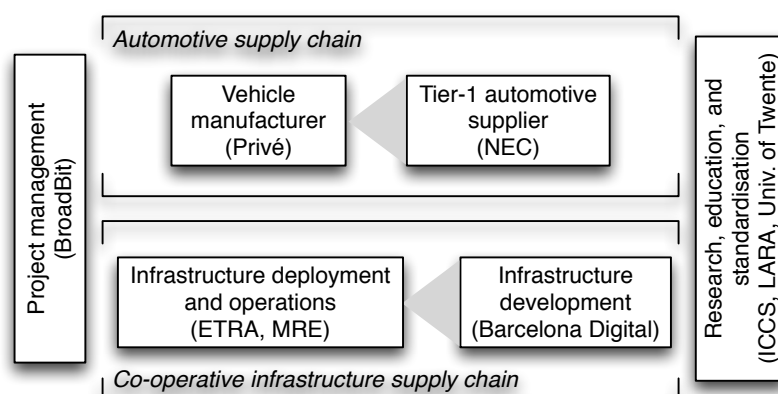 Project management
(BroadBit)
Automotive supply chain
Vehicle
manufacturer
(Privé)
Tier-1 automotive
supplier
(NEC)
Infrastructure deployment
and operations
(ETRA, MRE)
Infrastructure
development
(Barcelona Digital)
Co-operative infrastructure supply chain
Research, education, and
standardisation
(ICCS, LARA, Univ. of Twente)